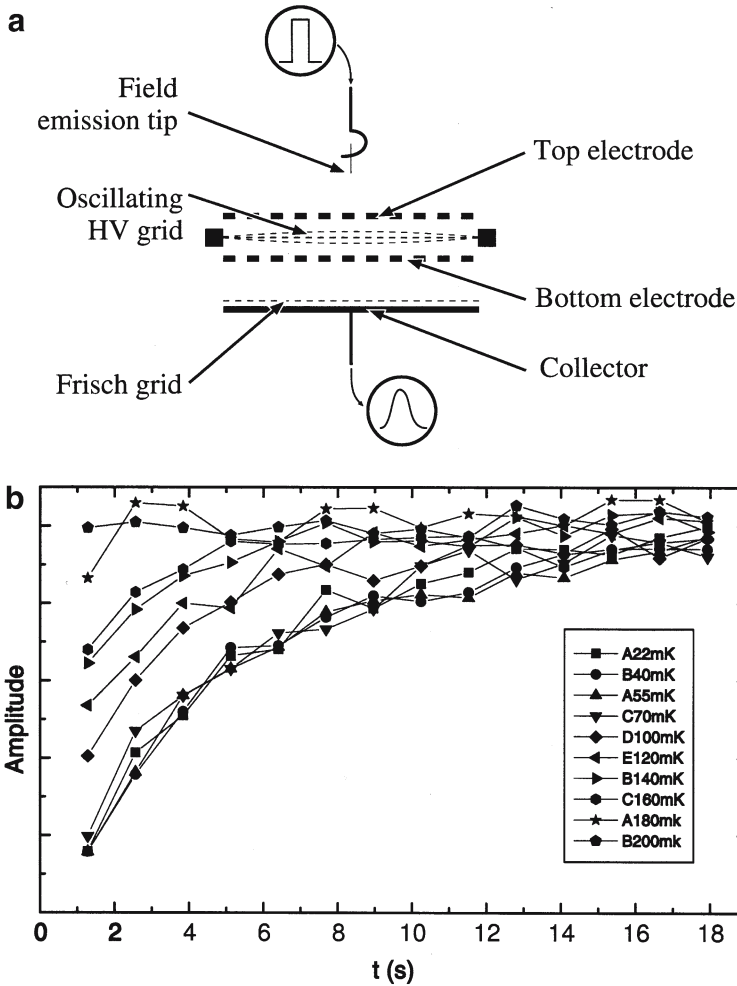 a
Field
emission tip
Top electrode
Oscillating
HV grid
Bottom electrode
Collector
Frisch grid
b
Amplitude
A22mK
B40mK
A55mK
C70mK
D100mK
E120mK
B140mK
C160mK
A180mk
B200mk
0 2 4 6 8 10 12 14 16 18
t (s)